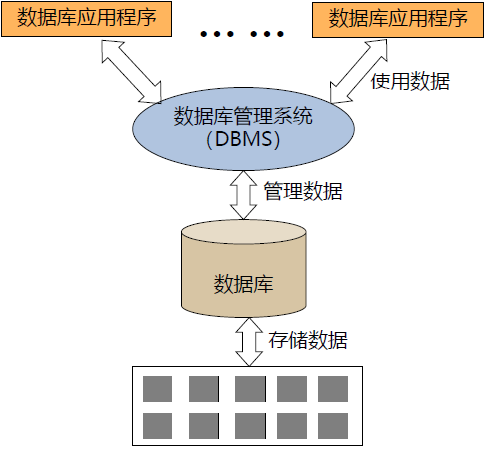 数据库应用程序
... ...
数据库应用程序
使用数据
数据库管理系统
（DBMS）
管理数据
数据库
存储数据